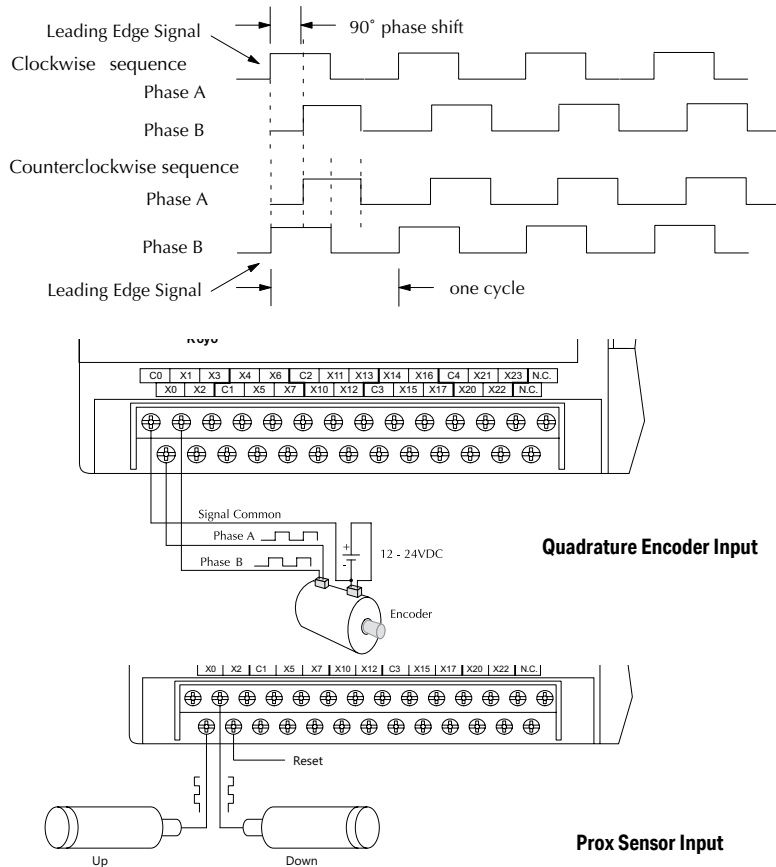 Leading Edge Signal
90° phase shift
Clockwise sequence
Phase A
Phase B
Counterclockwise sequence
Phase A
Phase B
Leading Edge Signal
one cycle
C0 X1 X3 X4 X6 C2 X11 X13 X14 X16 C4 X21 X23 N.C.
X0 X2 C1 X5 X7 X10 X12 C3 X15 X17 X20 X22 N.C.
Signal Common
Phase A
Phase B
+
-
12 - 24VDC
Quadrature Encoder Input
Encoder
X0 X2 C1 X5 X7 X10 X12 C3 X15 X17 X20 X22 N.C.
Reset
Up
Down
Prox Sensor Input